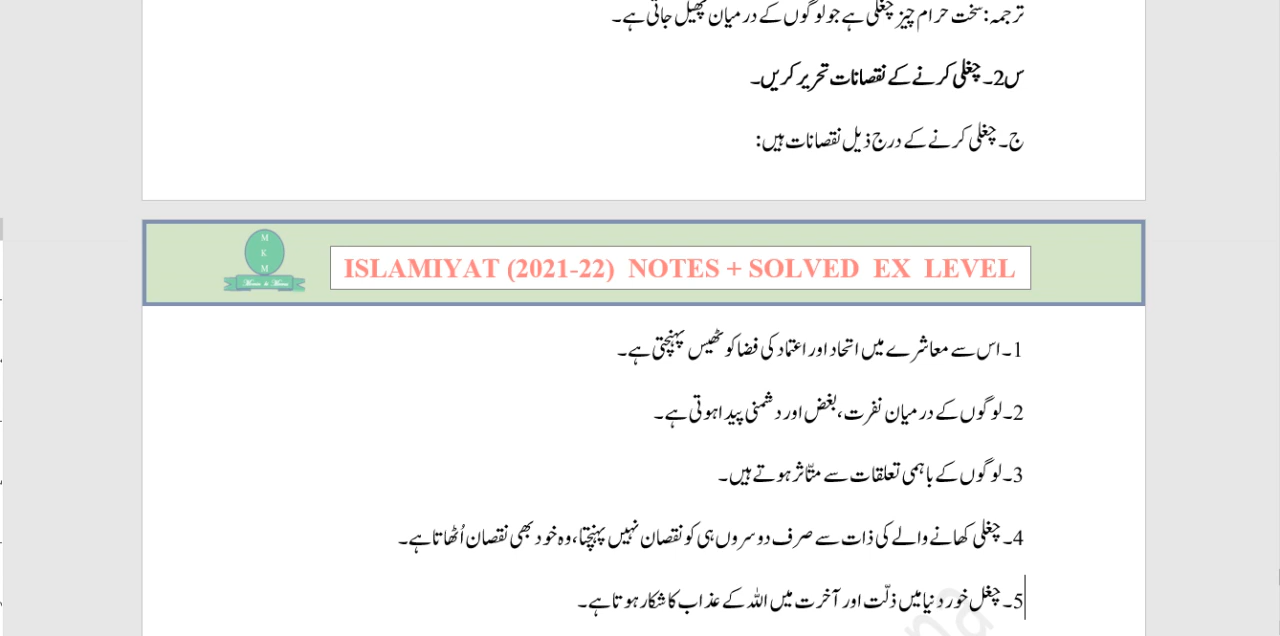 ترجمہ: سخت حرام چیز چغلی ہے جو لوگوں کے درمیان پھیل جاتی ہے۔
س2۔ چغلی کرنے کے نقصانات تحریر کریں۔
ج۔ چغلی کرنے کے درج ذیل نقصانات ہیں:
M
K
M
ISLAMIYAT (2021-22) NOTES + SOLVED EX LEVEL
1۔ اس سے معاشرے میں اتحاد اور اعتماد کی فضا کو ٹھیس پہنچتی ہے۔
2۔ لوگوں کے درمیان نفرت، بغض اور دشمنی پیدا ہوتی ہے۔
3۔ لوگوں کے باہمی تعلقات سے متاثر ہوتے ہیں۔
4۔ چغلی کھانے والے کی ذات سے صرف دوسروں ہی کو نقصان نہیں پہنچتا، وہ خود بھی نقصان اُٹھاتا ہے۔
5۔ چغل خور دنیا میں ذلّت اور آخرت میں اللہ کے عذاب کا شکار ہوتا ہے۔